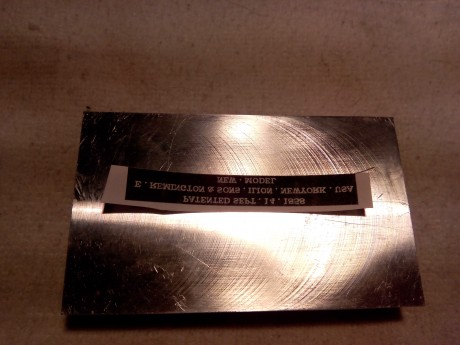 PATENTED SEPT . 14 . 1858
E . REMINGTON & SONS . ILION . NEWYORK . USA
NEW . MODEL